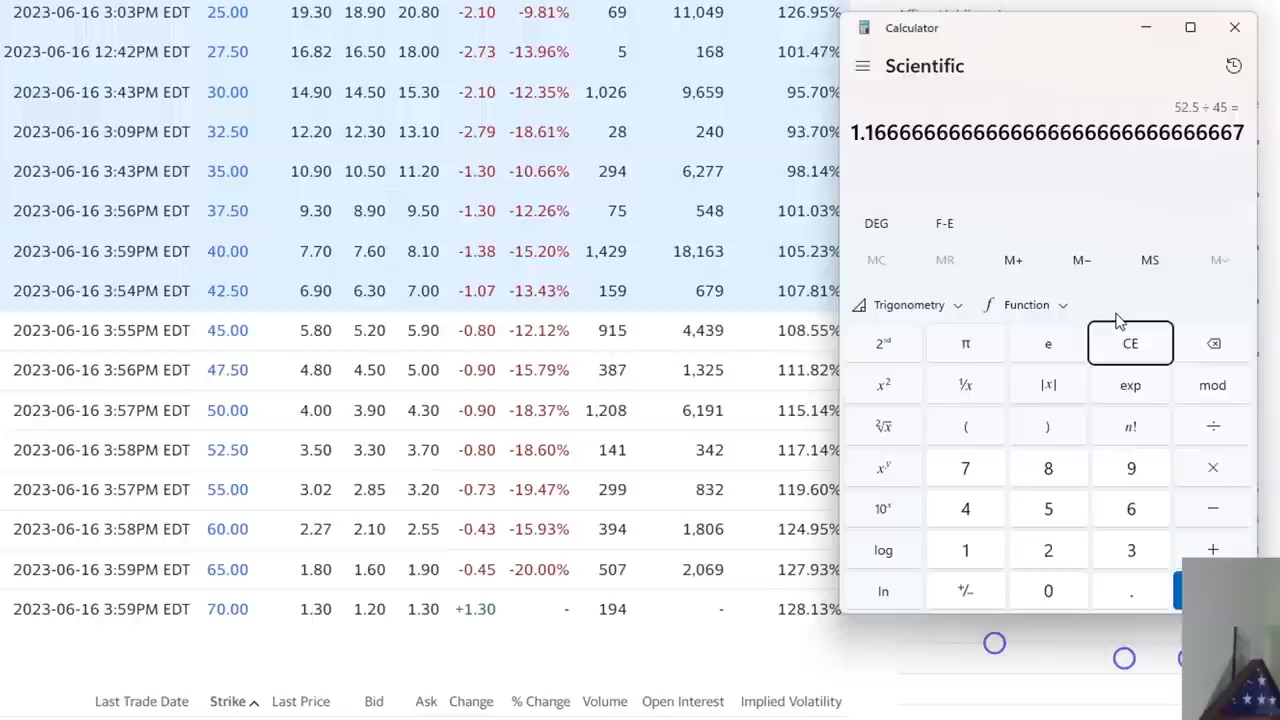 2023-06-16 3:03PM EDT 25.00 19.30 18.90 20.80 -2.10 -9.81% 69 11,049 126.95%
2023-06-16 12:42PM EDT 27.50 16.82 16.50 18.00 -2.73 -13.96% 5 168 101.47%
2023-06-16 3:43PM EDT 30.00 14.90 14.50 15.30 -2.10 -12.35% 1,026 9,659 95.70%
2023-06-16 3:09PM EDT 32.50 12.20 12.30 13.10 -2.79 -18.61% 28 240 93.70%
2023-06-16 3:43PM EDT 35.00 10.90 10.50 11.20 -1.30 -10.66% 294 6,277 98.14%
2023-06-16 3:56PM EDT 37.50 9.30 8.90 9.50 -1.30 -12.26% 75 548 101.03%
2023-06-16 3:59PM EDT 40.00 7.70 7.60 8.10 -1.38 -15.20% 1,429 18,163 105.23%
2023-06-16 3:54PM EDT 42.50 6.90 6.30 7.00 -1.07 -13.43% 159 679 107.81%
2023-06-16 3:55PM EDT 45.00 5.80 5.20 5.90 -0.80 -12.12% 915 4,439 108.55%
2023-06-16 3:56PM EDT 47.50 4.80 4.50 5.00 -0.90 -15.79% 387 1,325 111.82%
2023-06-16 3:57PM EDT 50.00 4.00 3.90 4.30 -0.90 -18.37% 1,208 6,191 115.14%
2023-06-16 3:58PM EDT 52.50 3.50 3.30 3.70 -0.80 -18.60% 141 342 117.14%
2023-06-16 3:57PM EDT 55.00 3.02 2.85 3.20 -0.73 -19.47% 299 832 119.60%
2023-06-16 3:58PM EDT 60.00 2.27 2.10 2.55 -0.43 -15.93% 394 1,806 124.95%
2023-06-16 3:59PM EDT 65.00 1.80 1.60 1.90 -0.45 -20.00% 507 2,069 127.93%
2023-06-16 3:59PM EDT 70.00 1.30 1.20 1.30 +1.30 - 194 - 128.13%
Last Trade Date Strike Last Price Bid Ask Change % Change Volume Open Interest Implied Volatility
Calculator
Scientific
52.5 ÷ 45 =
1.1666666666666666666666666666667
DEG F-E
MC MR M+ M− MS M
Trigonometry Function
2nd π e CE
x² ¹/x |x| exp mod
²√x ( ) n! ÷
xʸ 7 8 9 ×
10ˣ 4 5 6 −
log 1 2 3 +
ln +/− 0 .